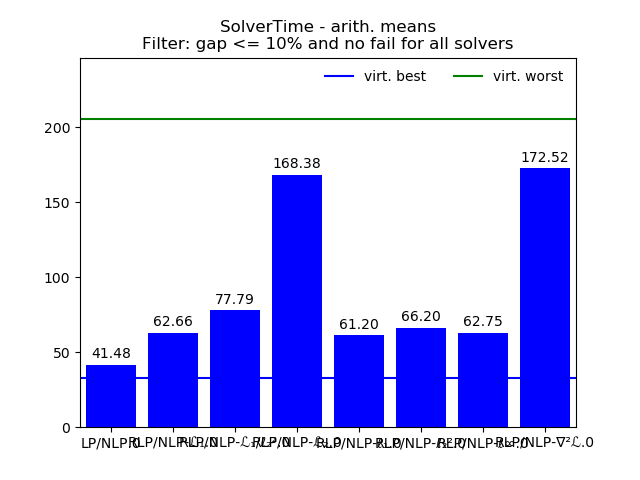 SolverTime - arith. means
Filter: gap <= 10% and no fail for all solvers
virt. best
virt. worst
200
150
100
50
0
41.48
62.66
77.79
168.38
61.20
66.20
62.75
172.52
LP/NLP